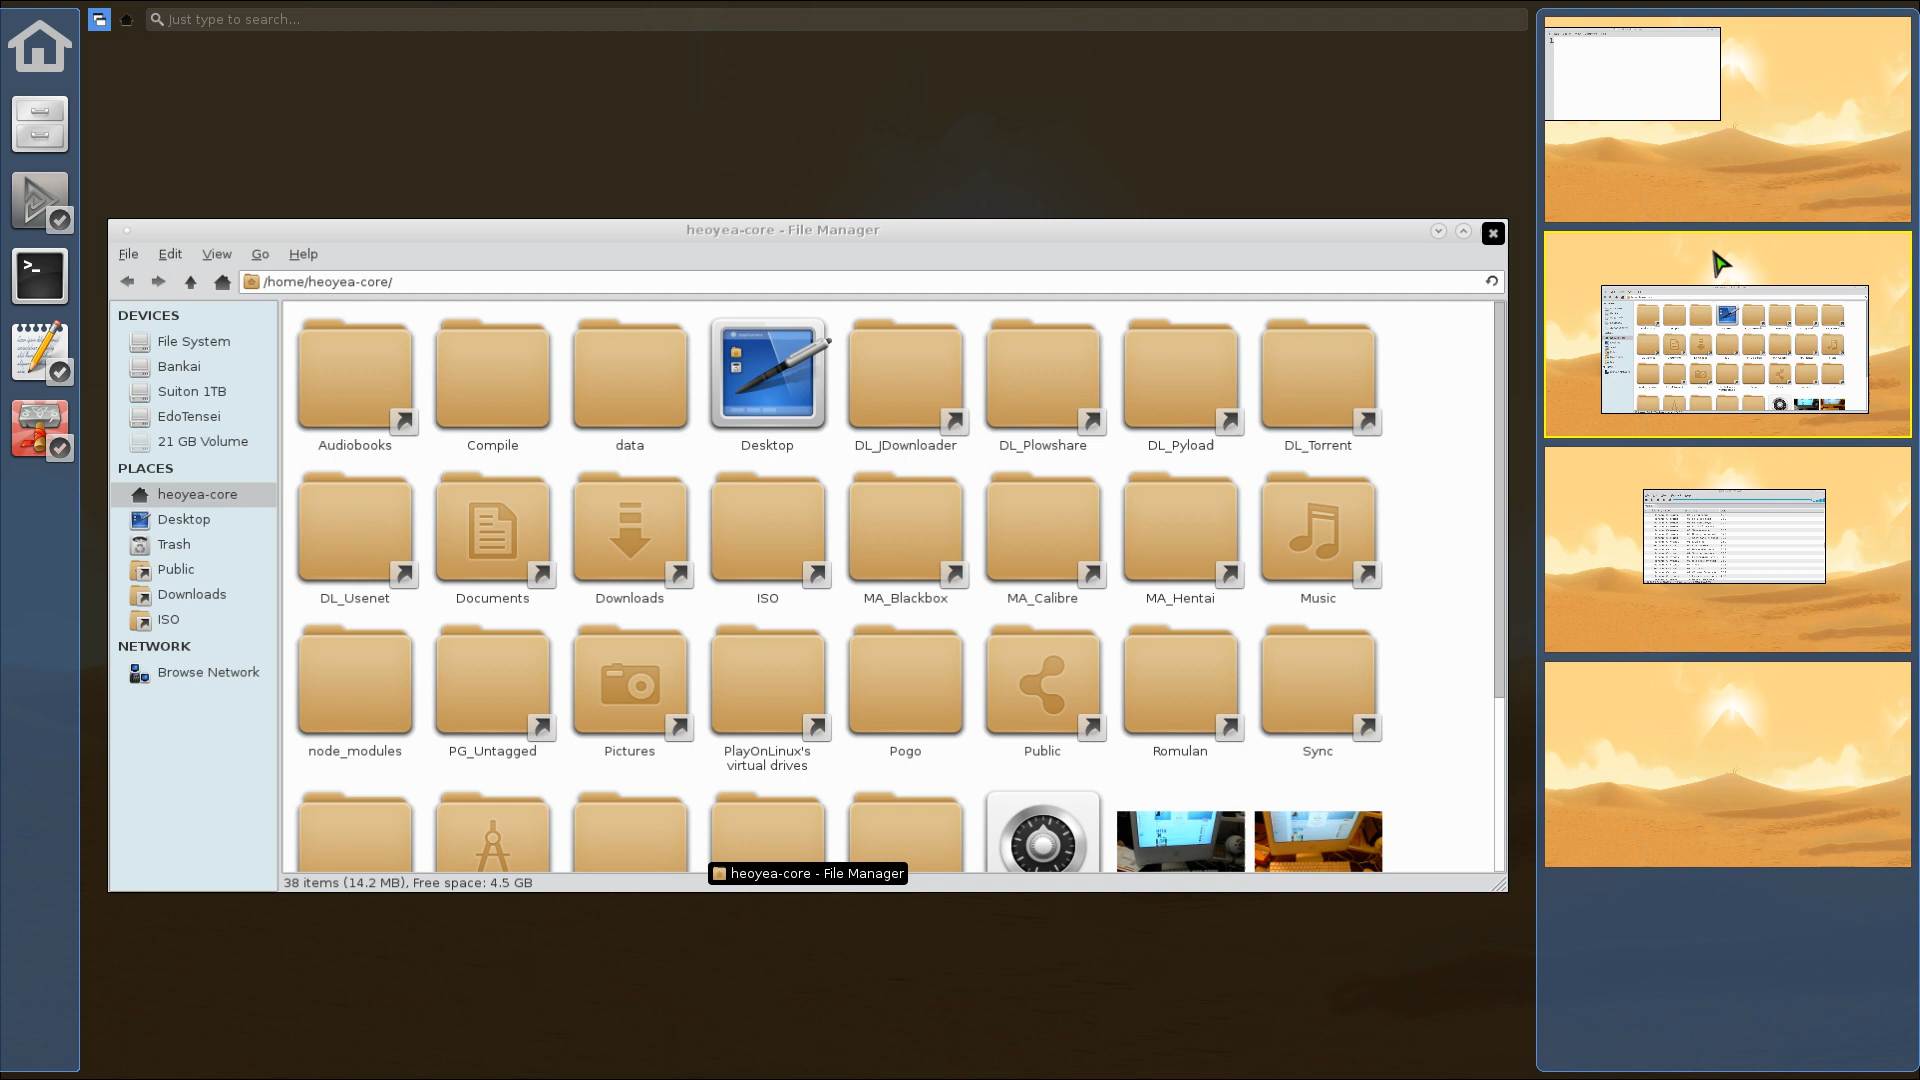 Just type to search...
heoyea-core - File Manager
File Edit View Go Help
/home/heoyea-core/
DEVICES
File System
Bankai
Suiton 1TB
EdoTensei
21 GB Volume
PLACES
heoyea-core
Desktop
Trash
Public
Downloads
ISO
NETWORK
Browse Network
Audiobooks Compile data Desktop DL_JDownloader DL_Plowshare DL_Pyload DL_Torrent
DL_Usenet Documents Downloads ISO MA_Blackbox MA_Calibre MA_Hentai Music
node_modules PG_Untagged Pictures PlayOnLinux's Pogo Public Romulan Sync
virtual drives
heoyea-core - File Manager
38 items (14.2 MB), Free space: 4.5 GB